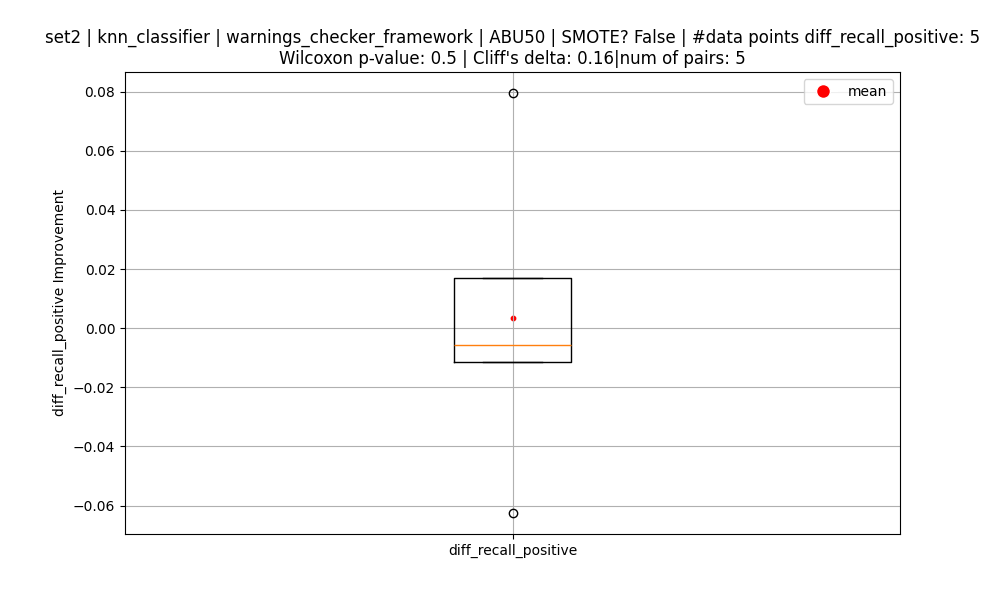 set2 | knn_classifier | warnings_checker_framework | ABU50 | SMOTE? False | #data points diff_recall_positive: 5
Wilcoxon p-value: 0.5 | Cliff's delta: 0.16|num of pairs: 5
mean
0.08
0.06
0.04
0.02
0.00
−0.02
−0.04
−0.06
diff_recall_positive Improvement
diff_recall_positive